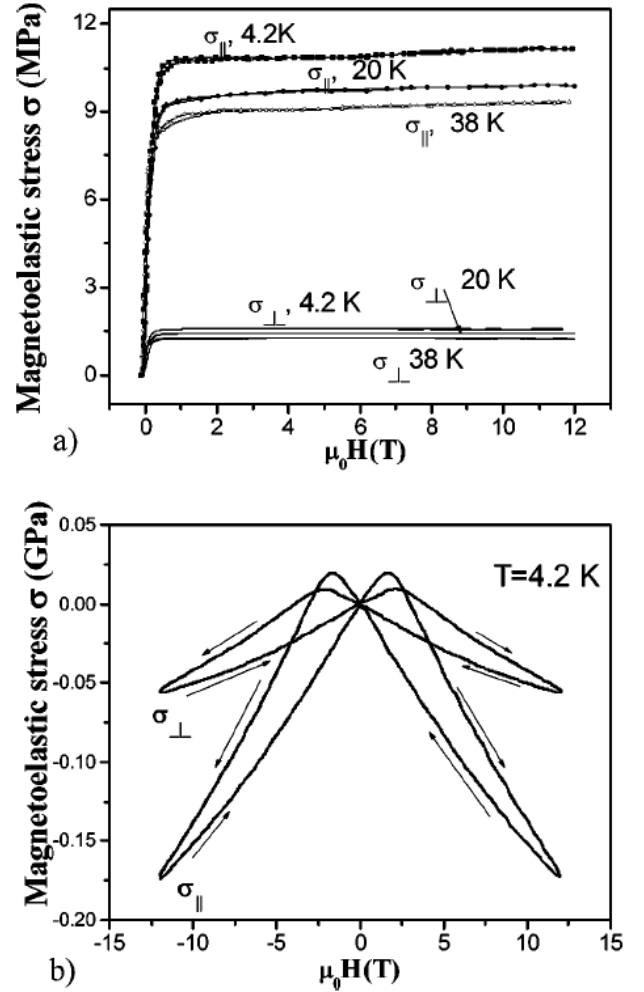 Magnetoelastic stress σ (MPa)
12
9
6
3
0
σ||, 4.2K
σ||, 20 K
σ||, 38 K
σ⊥, 4.2 K
σ⊥ 20 K
σ⊥ 38 K
0 2 4 6 8 10 12
μ₀H(T)
a)
Magnetoelastic stress σ (GPa)
0.05
0.00
-0.05
-0.10
-0.15
-0.20
T=4.2 K
σ⊥
σ||
-15 -10 -5 0 5 10 15
μ₀H(T)
b)